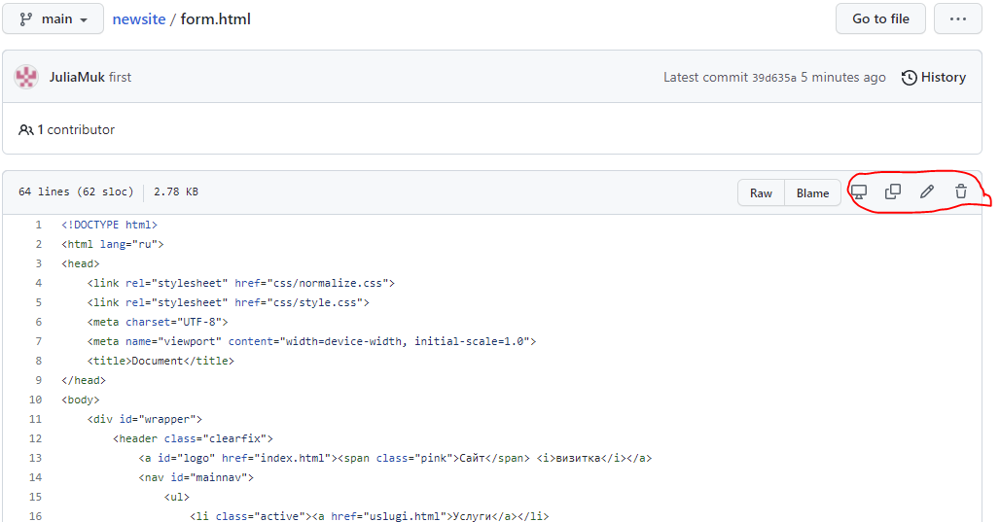 main newsite / form.html Go to file ...
JuliaMuk first Latest commit 39d635a 5 minutes ago History
1 contributor
64 lines (62 sloc) 2.78 KB Raw Blame
1 <!DOCTYPE html>
2 <html lang="ru">
3 <head>
4 <link rel="stylesheet" href="css/normalize.css">
5 <link rel="stylesheet" href="css/style.css">
6 <meta charset="UTF-8">
7 <meta name="viewport" content="width=device-width, initial-scale=1.0">
8 <title>Document</title>
9 </head>
10 <body>
11 <div id="wrapper">
12 <header class="clearfix">
13 <a id="logo" href="index.html"><span class="pink">Сайт</span> <i>визитка</i></a>
14 <nav id="mainnav">
15 <ul>
16 <li class="active"><a href="uslugi.html">Услуги</a></li>